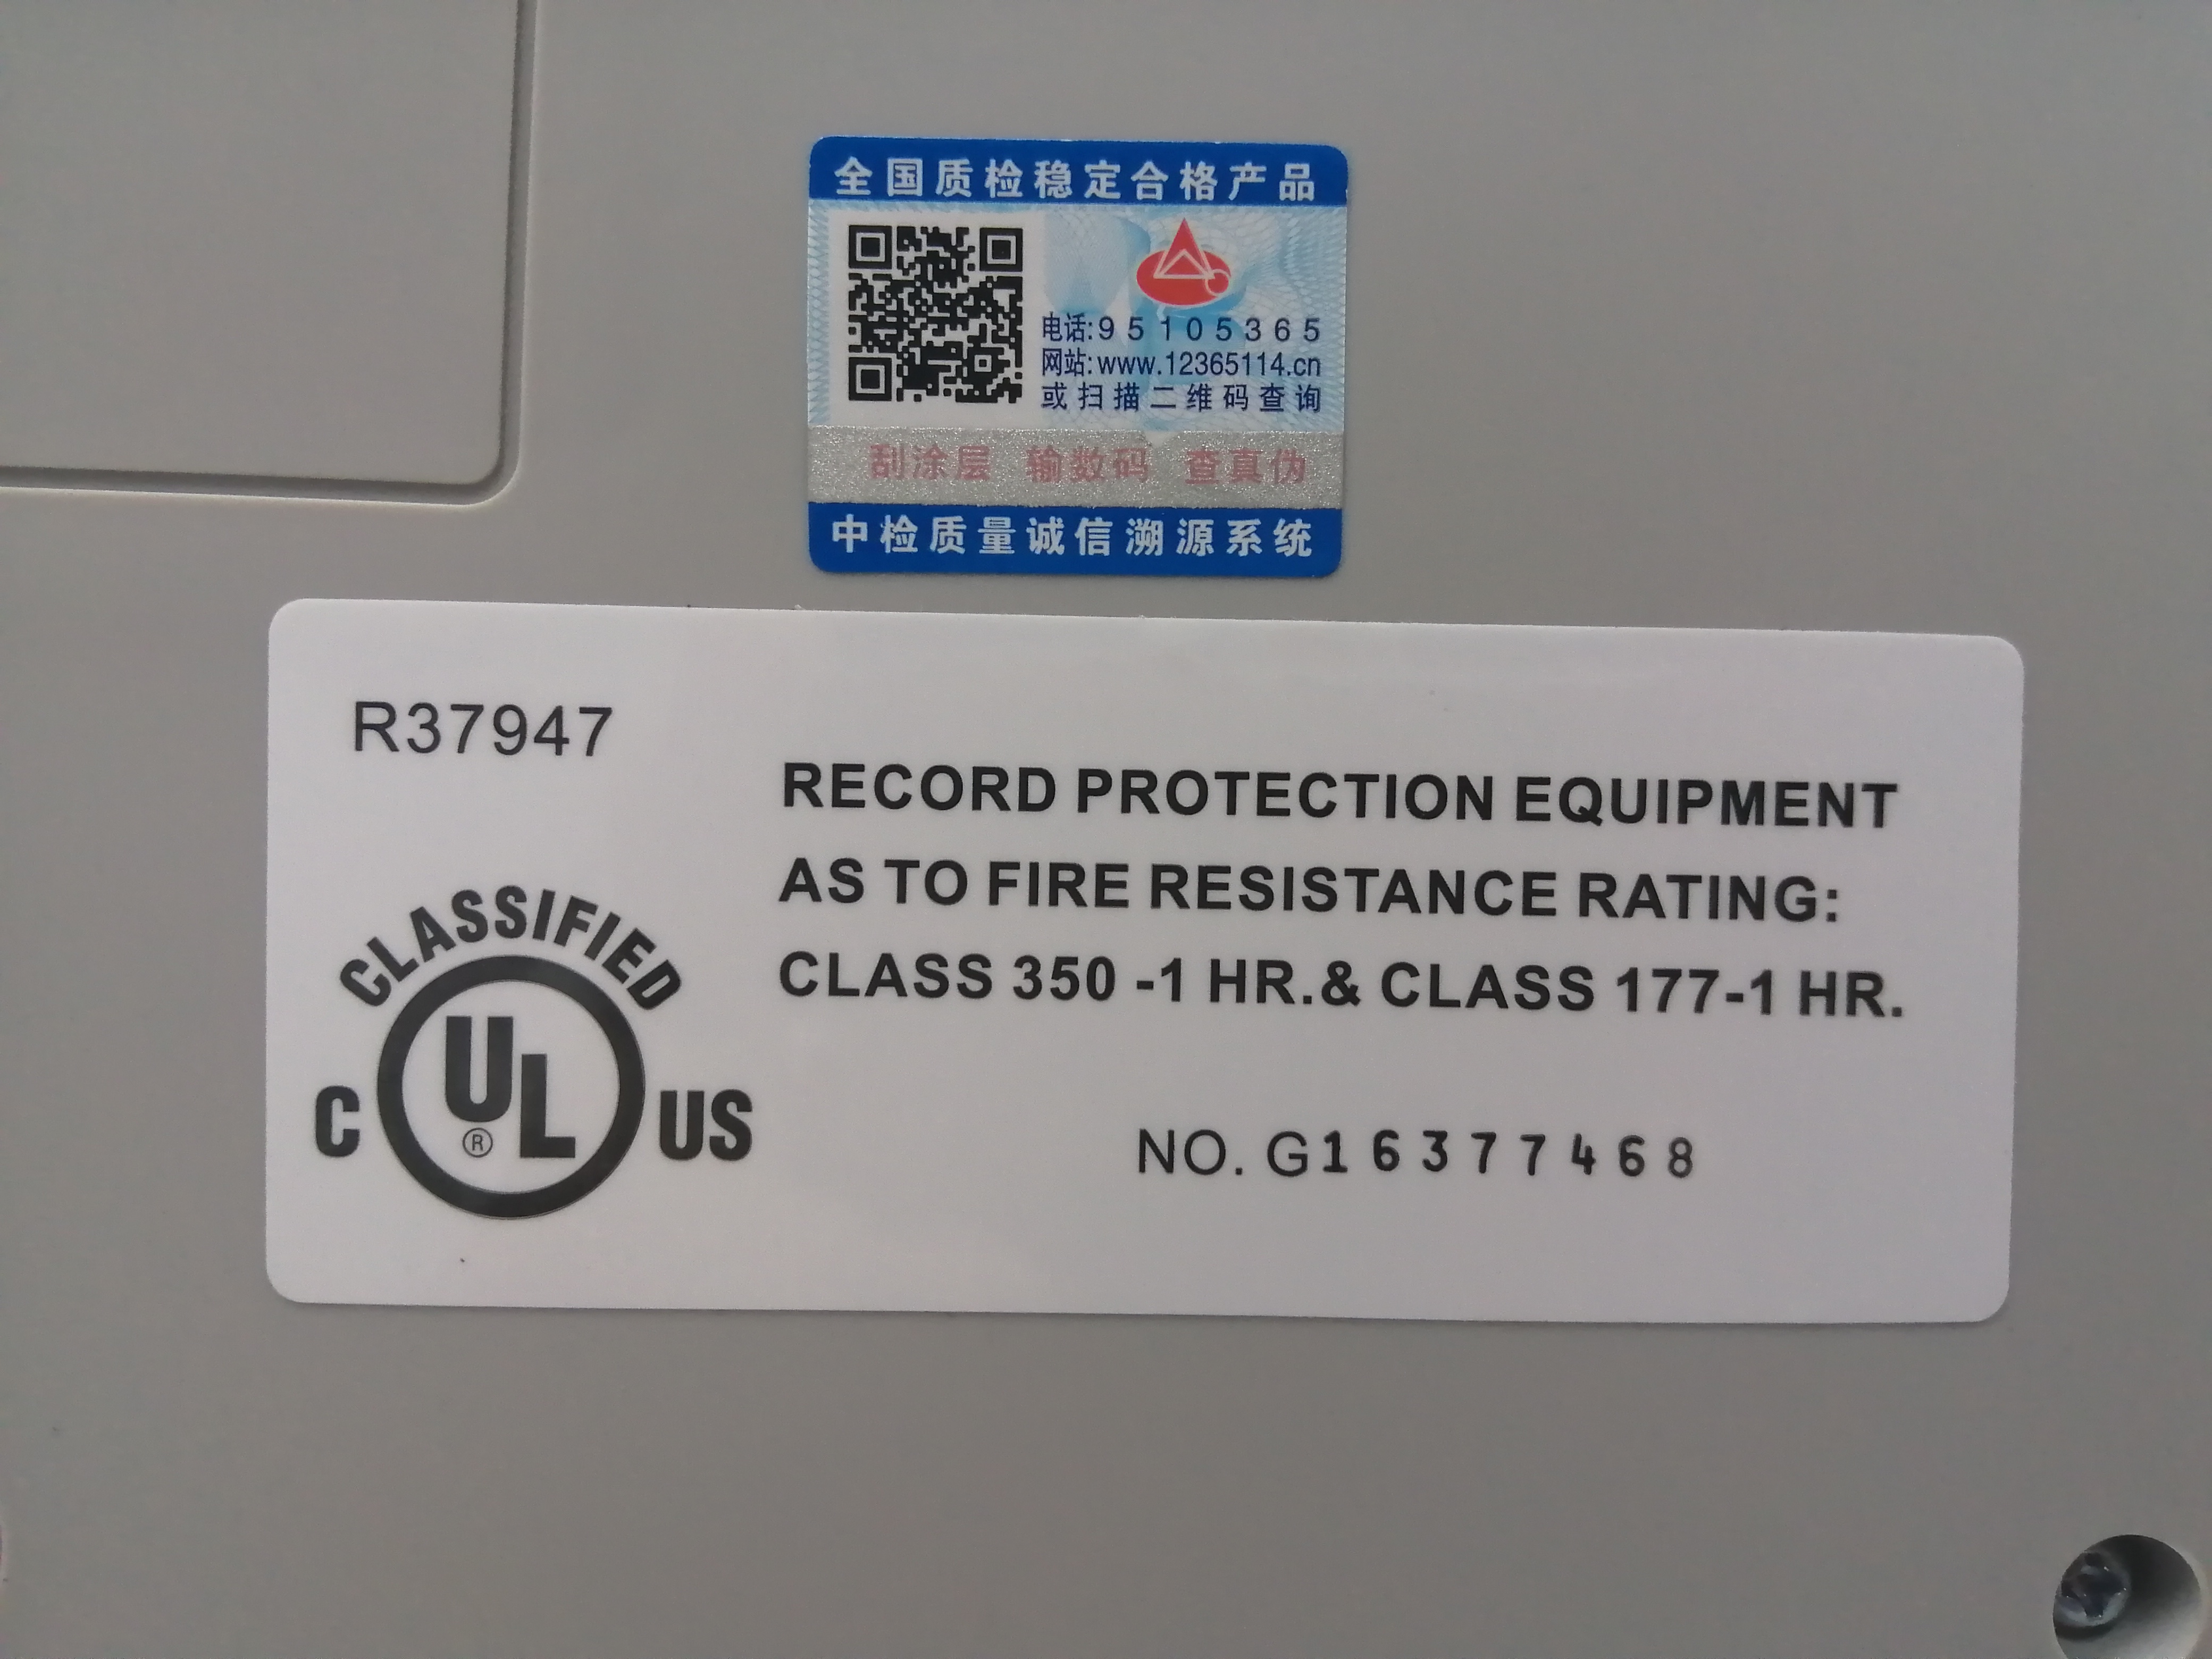 全国质检稳定合格产品
电话:95105365
网站:www.12365114.cn
或扫描二维码查询
刮涂层 输数码 查真伪
中检质量诚信溯源系统
R37947
RECORD PROTECTION EQUIPMENT
AS TO FIRE RESISTANCE RATING:
CLASS 350 -1 HR.& CLASS 177-1 HR.
CLASSIFIED
C UL® US
NO. G16377468